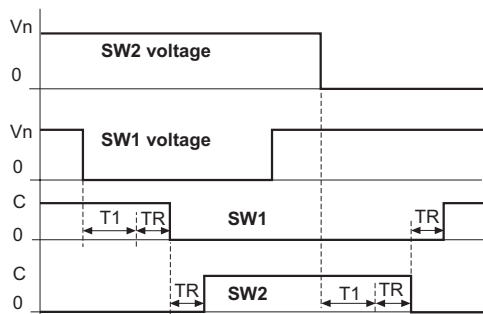 Vn
SW2 voltage
0
Vn
SW1 voltage
0
C
T1 TR SW1 TR
0
C
TR SW2 T1 TR
0